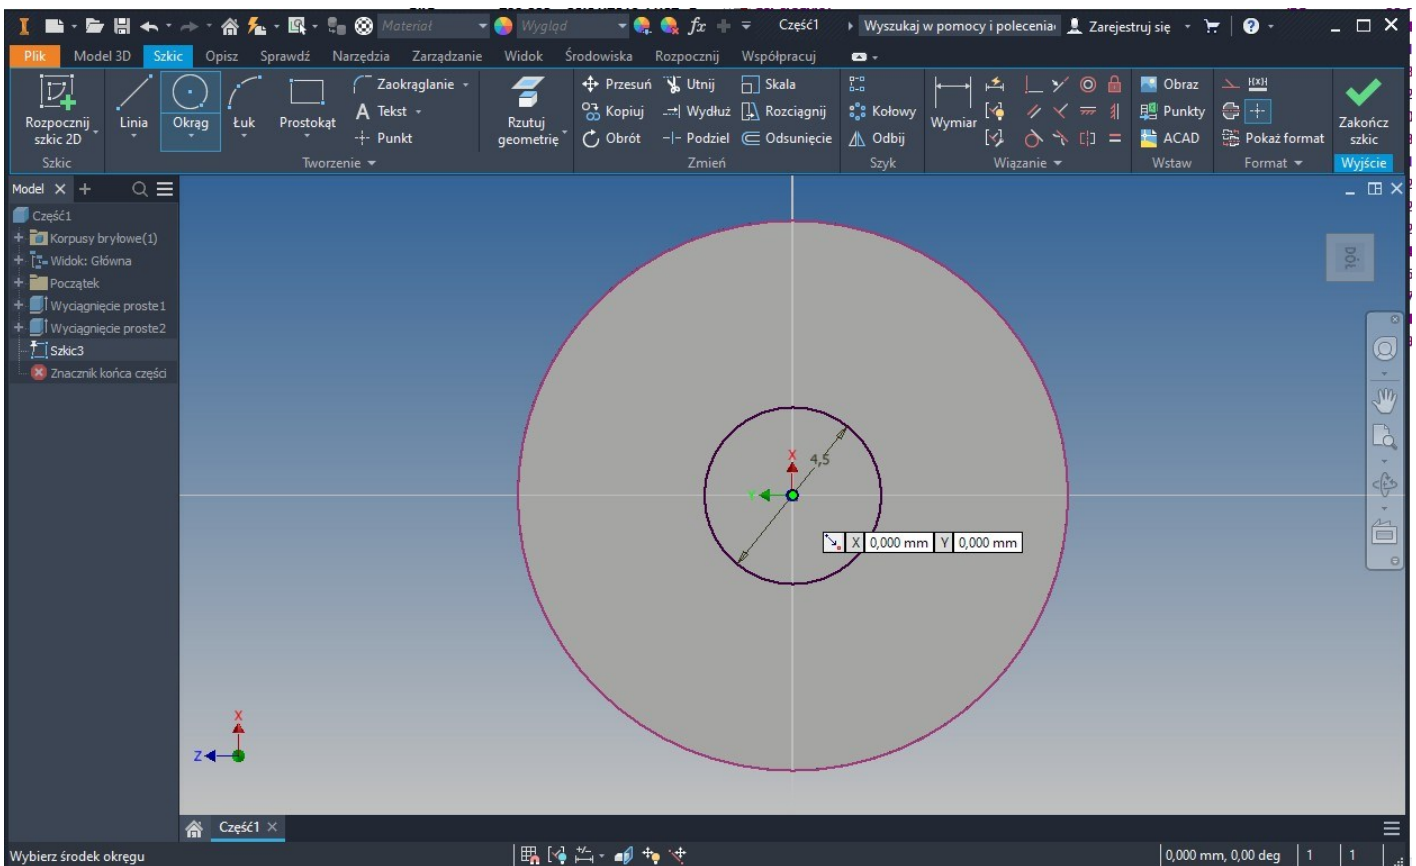 Materiał Wygląd fx Część1 Wyszukaj w pomocy i polecenia Zarejestruj się
Plik Model 3D Szkic Opisz Sprawdź Narzędzia Zarządzanie Widok Środowiska Rozpocznij Współpracuj
Rozpocznij szkic 2D Linia Okrąg Łuk Prostokąt Zaokrąglanie Rzutuj geometrię Przesuń Utnij Skala Kołowy Wymiar Obraz Zakończ szkic
A Tekst Kopiuj Wydłuż Rozciągnij Odbij Punkty
Punkt Obrót Podziel Odsunięcie ACAD Pokaż format
Szkic Tworzenie Zmień Szyk Wiązanie Wstaw Format Wyjście
Model
Część1
Korpusy bryłowe(1)
Widok: Główna
Początek
Wyciągnięcie proste1
Wyciągnięcie proste2
Szkic3
Znacznik końca części
DÓŁ
X
4,5
Y
X 0,000 mm Y 0,000 mm
X
Z
Część1
Wybierz środek okręgu
0,000 mm, 0,00 deg 1 1